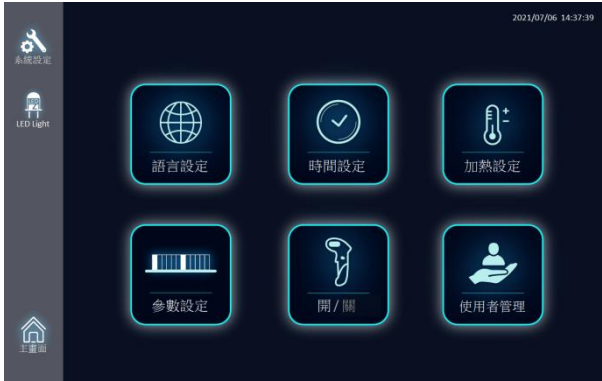 2021/07/06 14:37:39
系統設定
LED Light
語言設定
時間設定
加熱設定
參數設定
開/關
使用者管理
主畫面